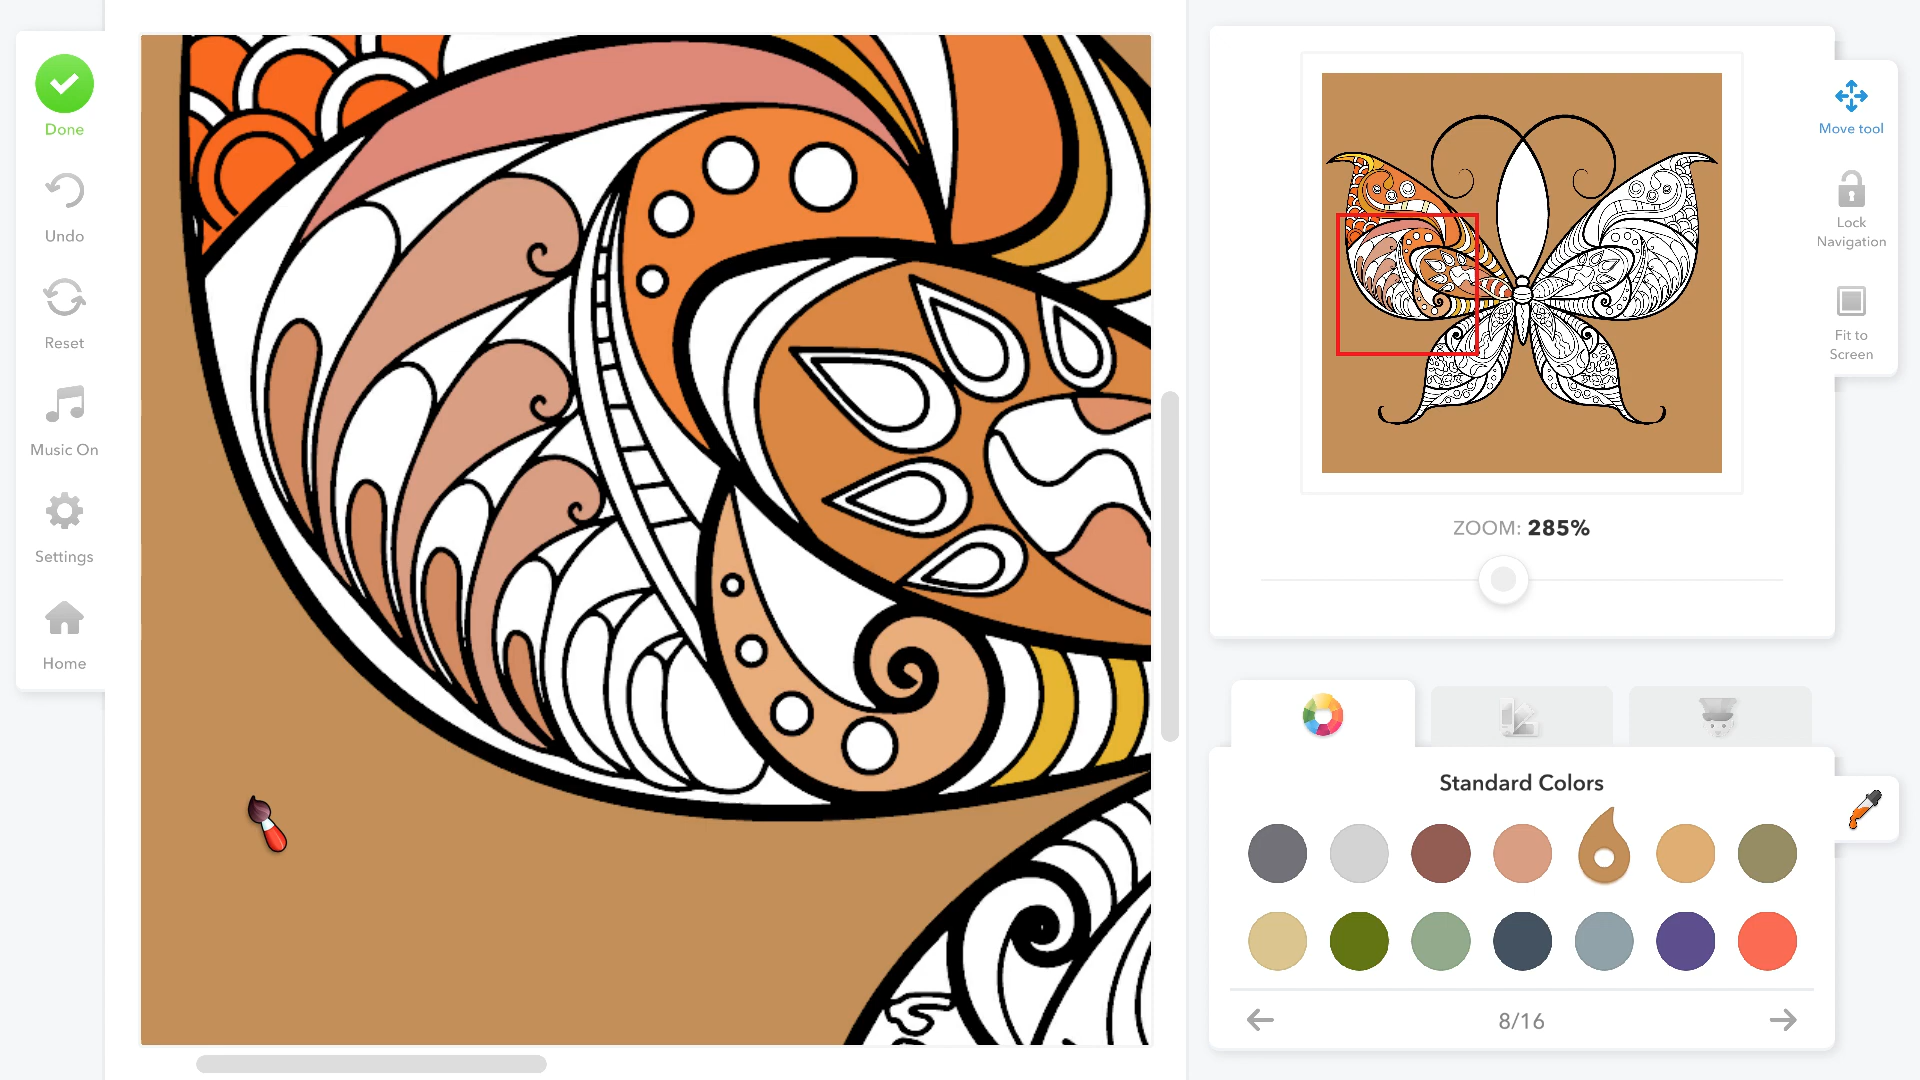 Done
Undo
Reset
Music On
Settings
Home
Move tool
Lock
Navigation
Fit to
Screen
ZOOM: 285%
Standard Colors
8/16